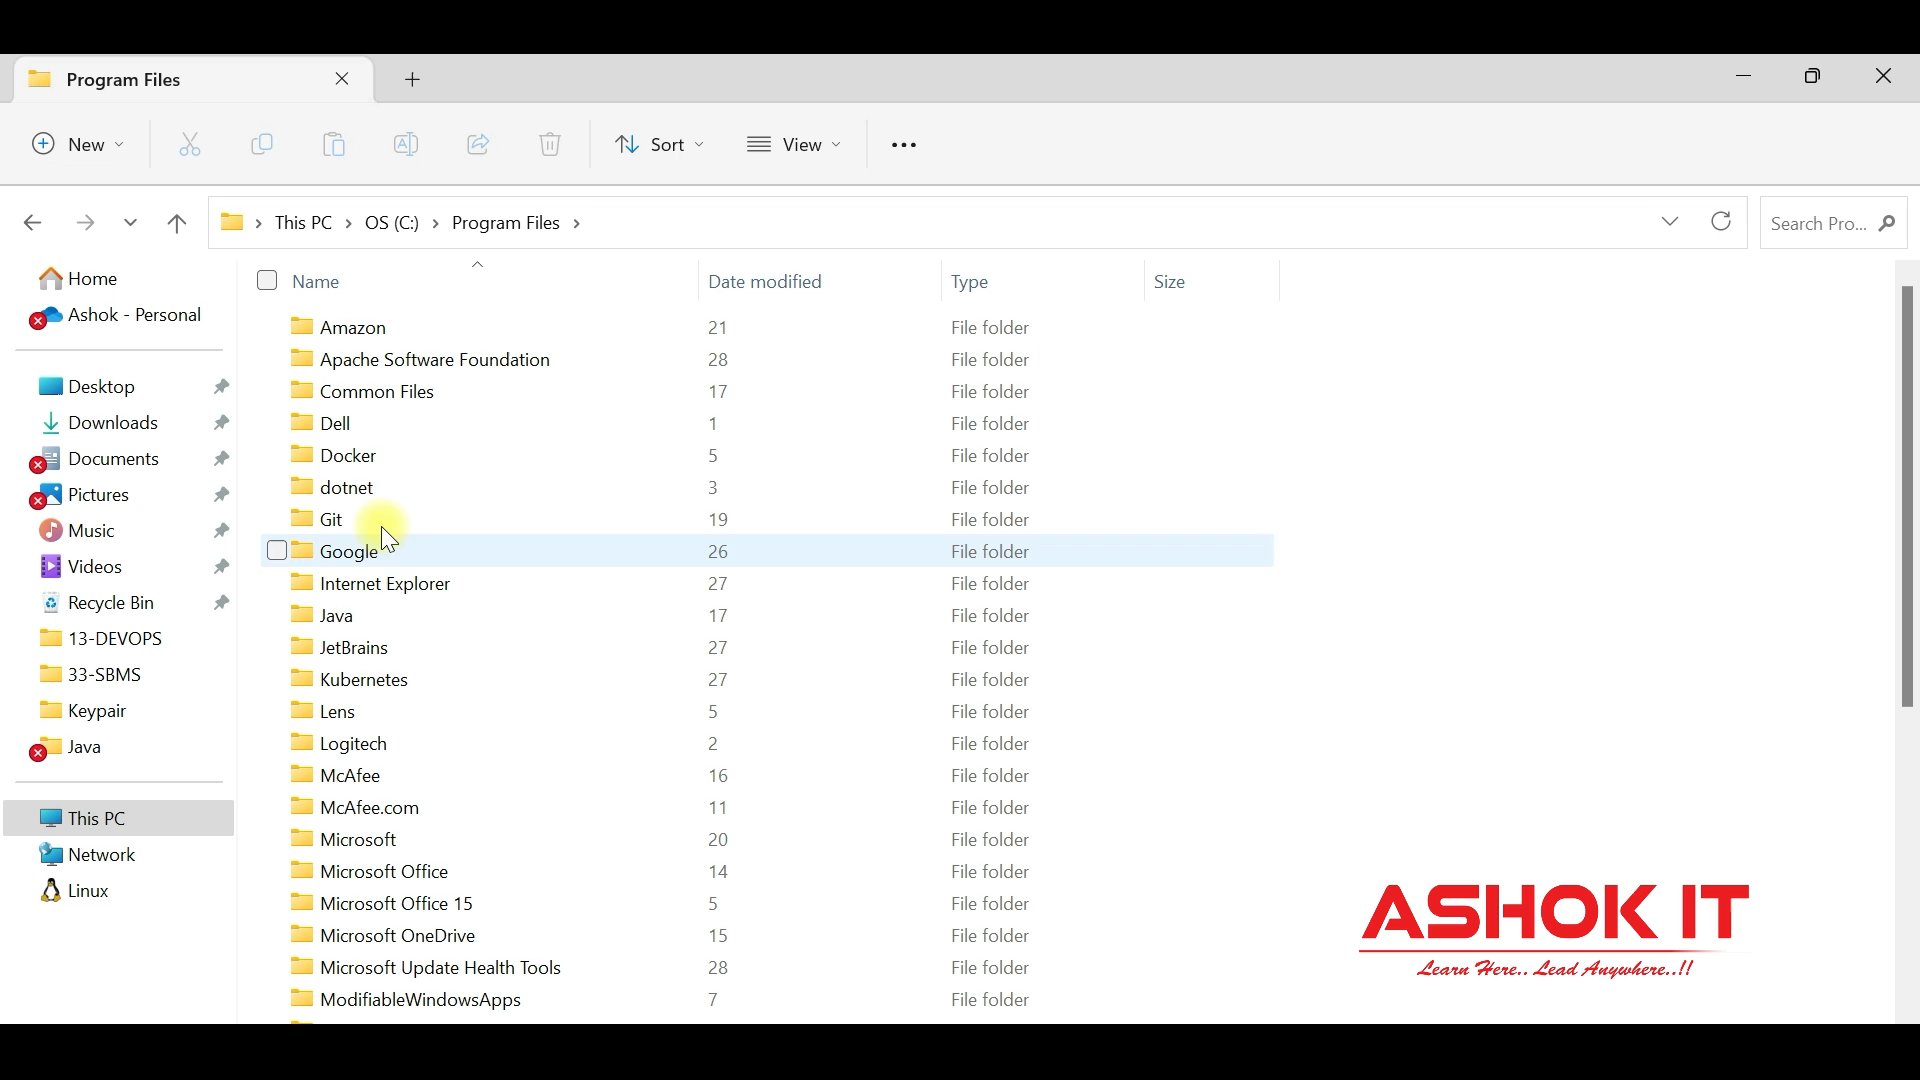 Program Files
New
Sort
View
This PC
OS (C:)
Program Files
Search Pro...
Home
Ashok - Personal
Desktop
Downloads
Documents
Pictures
Music
Videos
Recycle Bin
13-DEVOPS
33-SBMS
Keypair
Java
This PC
Network
Linux
Name Date modified Type Size
Amazon 21 File folder
Apache Software Foundation 28 File folder
Common Files 17 File folder
Dell 1 File folder
Docker 5 File folder
dotnet 3 File folder
Git 19 File folder
Google 26 File folder
Internet Explorer 27 File folder
Java 17 File folder
JetBrains 27 File folder
Kubernetes 27 File folder
Lens 5 File folder
Logitech 2 File folder
McAfee 16 File folder
McAfee.com 11 File folder
Microsoft 20 File folder
Microsoft Office 14 File folder
Microsoft Office 15 5 File folder
Microsoft OneDrive 15 File folder
Microsoft Update Health Tools 28 File folder
ModifiableWindowsApps 7 File folder
ASHOK IT
Learn Here.. Lead Anywhere..!!